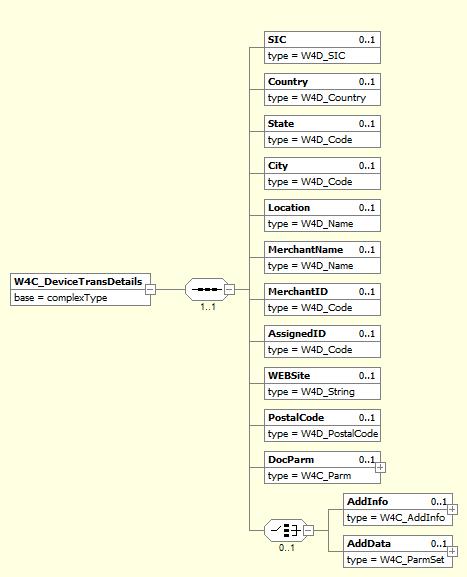 SIC 0..1
type = W4D_SIC
Country 0..1
type = W4D_Country
State 0..1
type = W4D_Code
City 0..1
type = W4D_Code
Location 0..1
type = W4D_Name
MerchantName 0..1
type = W4D_Name
W4C_DeviceTransDetails
base = complexType
1..1
MerchantID 0..1
type = W4D_Code
AssignedID 0..1
type = W4D_Code
WEBSite 0..1
type = W4D_String
PostalCode 0..1
type = W4D_PostalCode
DocParm 0..1
type = W4C_Parm
0..1
AddInfo 0..1
type = W4C_AddInfo
AddData 0..1
type = W4C_ParmSet